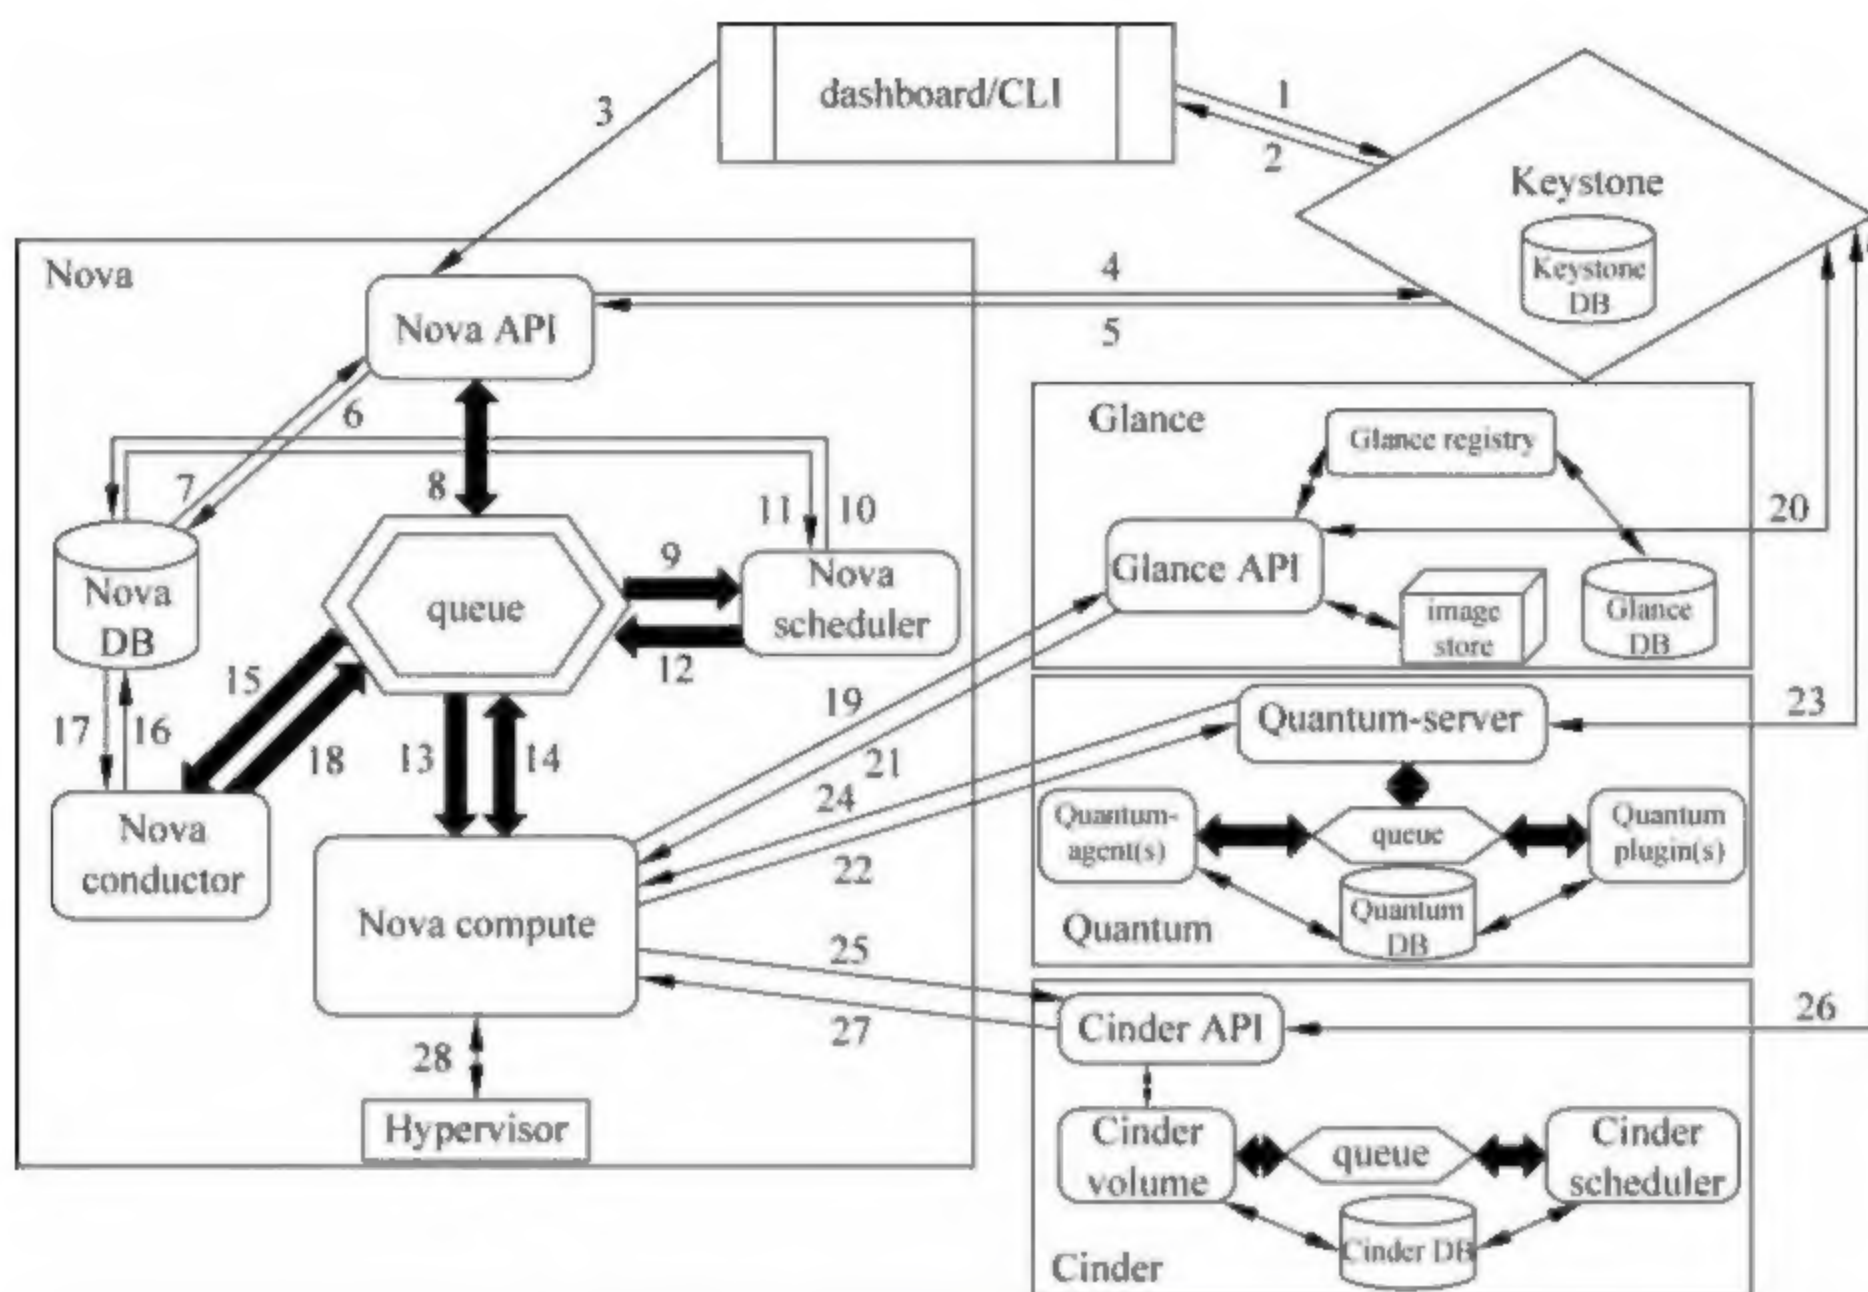 dashboard/CLI
1
2
3
Keystone
Keystone
DB
Nova
4
5
Nova API
6
7
8
Glance
Glance registry
20
11
10
9
Nova
DB
queue
Nova
scheduler
12
Glance API
image
store
Glance
DB
15
17
16
18
13
14
19
21
24
22
Quantum-server
23
Nova
conductor
Nova compute
Quantum-
agent(s)
queue
Quantum
plugin(s)
Quantum
DB
Quantum
25
27
Cinder API
26
28
Hypervisor
Cinder
volume
queue
Cinder
scheduler
Cinder DB
Cinder